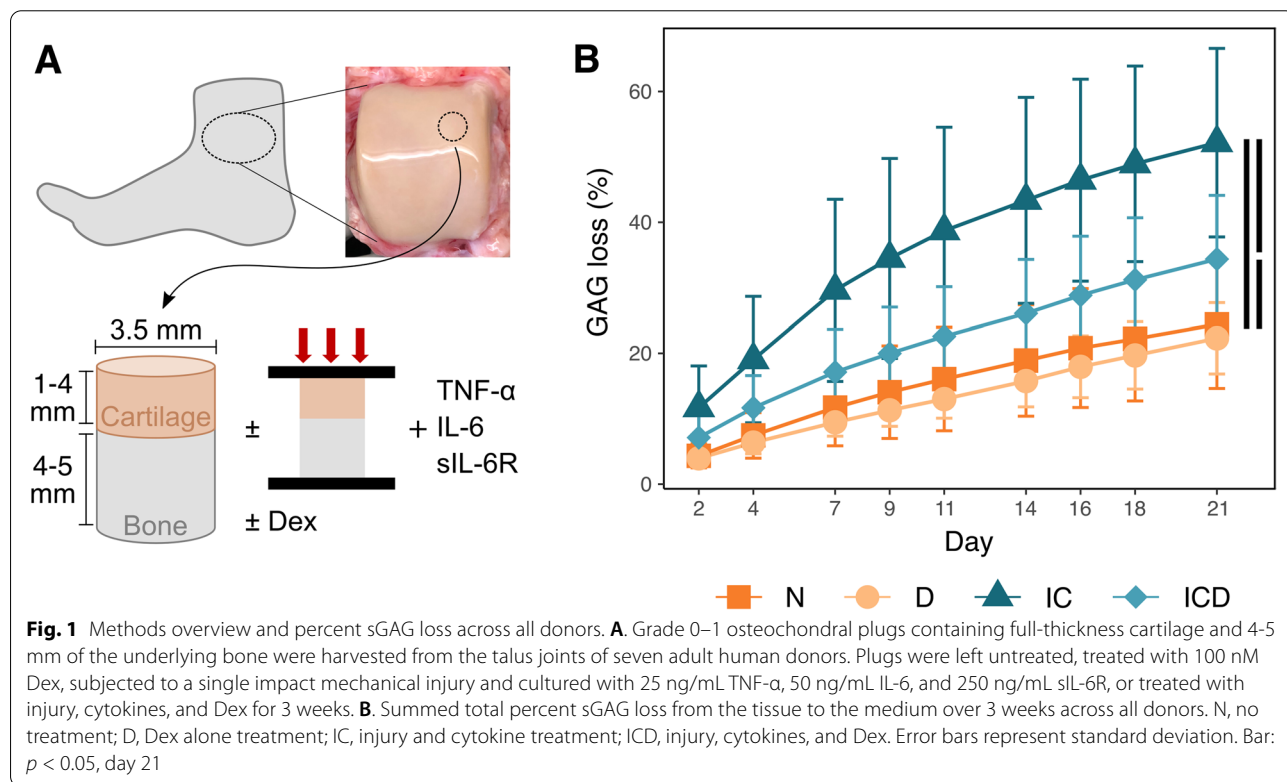 A
3.5 mm
1-4
mm
Cartilage
4-5
mm
Bone
±
± Dex
+
TNF-α
IL-6
sIL-6R
B
GAG loss (%)
60
40
20
0
2 4 7 9 11 14 16 18 21
Day
N D IC ICD
Fig. 1 Methods overview and percent sGAG loss across all donors. A. Grade 0–1 osteochondral plugs containing full-thickness cartilage and 4-5
mm of the underlying bone were harvested from the talus joints of seven adult human donors. Plugs were left untreated, treated with 100 nM
Dex, subjected to a single impact mechanical injury and cultured with 25 ng/mL TNF-α, 50 ng/mL IL-6, and 250 ng/mL sIL-6R, or treated with
injury, cytokines, and Dex for 3 weeks. B. Summed total percent sGAG loss from the tissue to the medium over 3 weeks across all donors. N, no
treatment; D, Dex alone treatment; IC, injury and cytokine treatment; ICD, injury, cytokines, and Dex. Error bars represent standard deviation. Bar:
p < 0.05, day 21